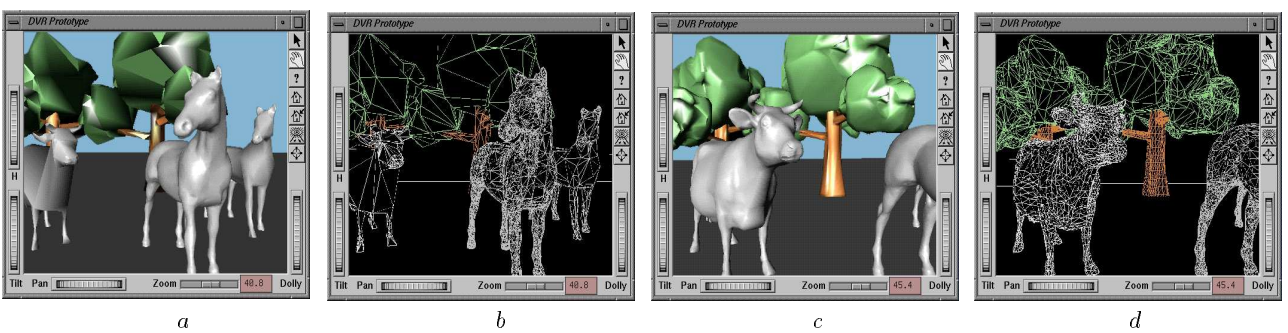 DVR Prototype
?
H
Tilt Pan Zoom 40.8 Dolly
a
DVR Prototype
?
H
Tilt Pan Zoom 40.8 Dolly
b
DVR Prototype
?
H
Tilt Pan Zoom 45.4 Dolly
c
DVR Prototype
?
H
Tilt Pan Zoom 45.4 Dolly
d